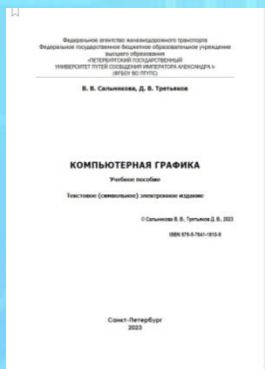 Федеральное агентство железнодорожного транспорта
Федеральное государственное бюджетное образовательное учреждение
высшего образования
«ПЕТЕРБУРГСКИЙ ГОСУДАРСТВЕННЫЙ
УНИВЕРСИТЕТ ПУТЕЙ СООБЩЕНИЯ ИМПЕРАТОРА АЛЕКСАНДРА I»
(ФГБОУ ВО ПГУПС)
В. В. Сальникова, Д. В. Третьяков
КОМПЬЮТЕРНАЯ ГРАФИКА
Учебное пособие
Текстовое (символьное) электронное издание
© Сальникова В. В., Третьяков Д. В., 2023
ISBN
Санкт-Петербург
2023